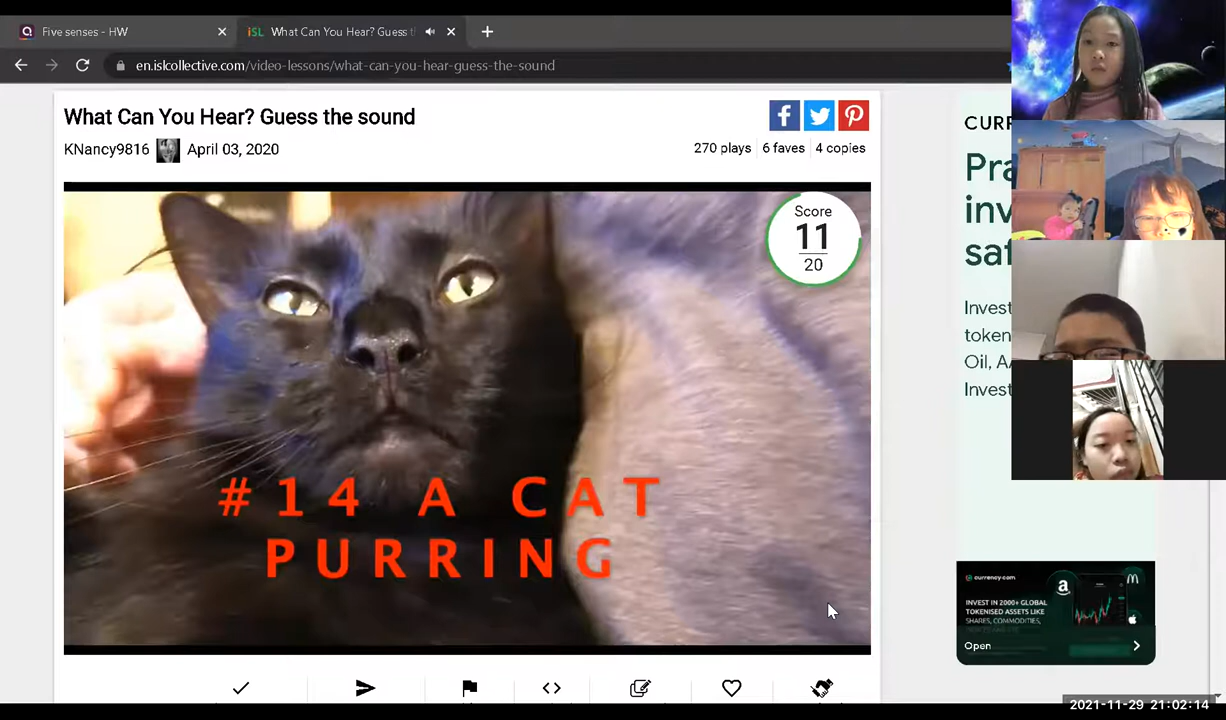 Five senses - HW
iSL What Can You Hear? Guess t
en.islcollective.com/video-lessons/what-can-you-hear-guess-the-sound
What Can You Hear? Guess the sound
KNancy9816 April 03, 2020
270 plays 6 faves 4 copies
Score
11
20
#14 A CAT
PURRING
CURR
Pra
inv
saf
Invest
token
Oil, A
Invest
currency.com
INVEST IN 2000+ GLOBAL
TOKENISED ASSETS LIKE
SHARES, COMMODITIES,
Open
2021-11-29 21:02:14